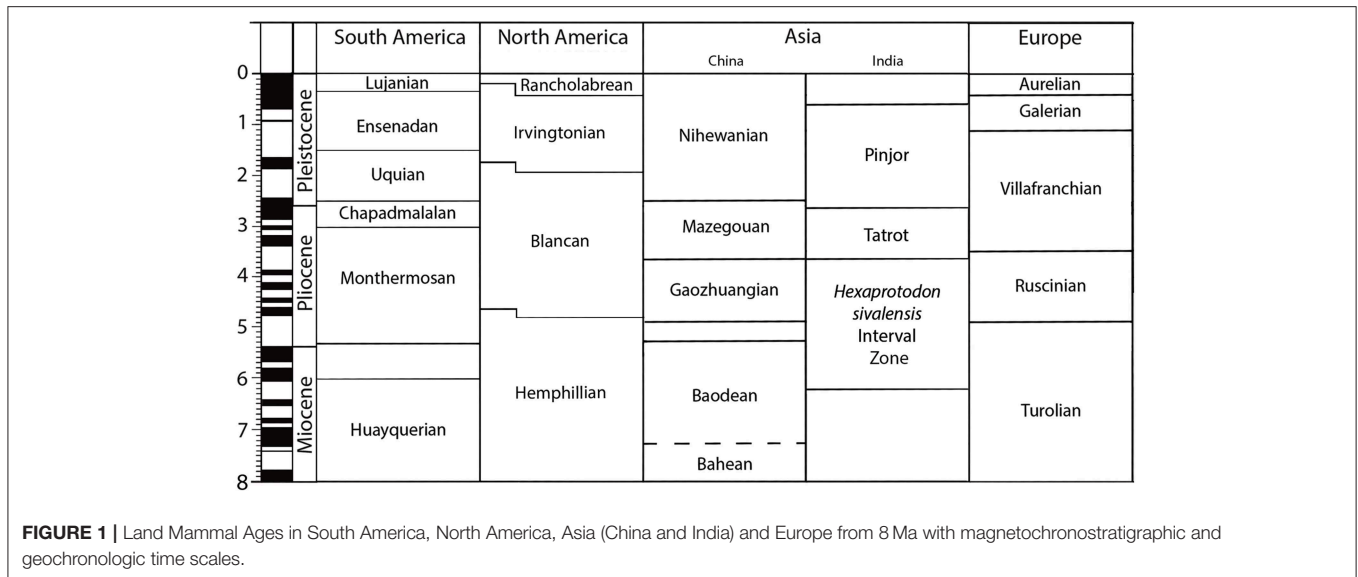 South America
North America
Asia
Europe
China
India
0
1
2
3
4
5
6
7
8
Pleistocene
Pliocene
Miocene
Lujanian
Ensenadan
Uquian
Chapadmalalan
Monthermosan
Huayquerian
Rancholabrean
Irvingtonian
Blancan
Hemphillian
Nihewanian
Mazegouan
Gaozhuangian
Baodean
Bahean
Pinjor
Tatrot
Hexaprotodon
sivalensis
Interval
Zone
Aurelian
Galerian
Villafranchian
Ruscinian
Turolian
FIGURE 1 | Land Mammal Ages in South America, North America, Asia (China and India) and Europe from 8 Ma with magnetochronostratigraphic and
geochronologic time scales.